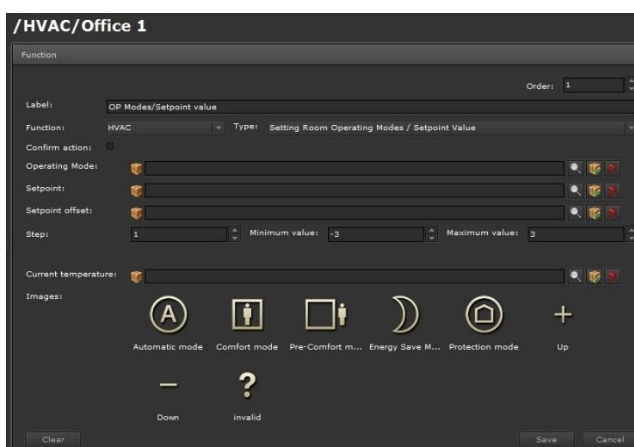 /HVAC/Office 1
Function
Order: 1
Label: OP Modes/Setpoint value
Function: HVAC Type: Setting Room Operating Modes / Setpoint Value
Confirm action:
Operating Mode:
Setpoint:
Setpoint offset:
Step: 1 Minimum value: -3 Maximum value: 3
Current temperature:
Images:
A
Automatic mode Comfort mode Pre-Comfort m... Energy Save M... Protection mode Up
?
Down invalid
Clear Save Cancel